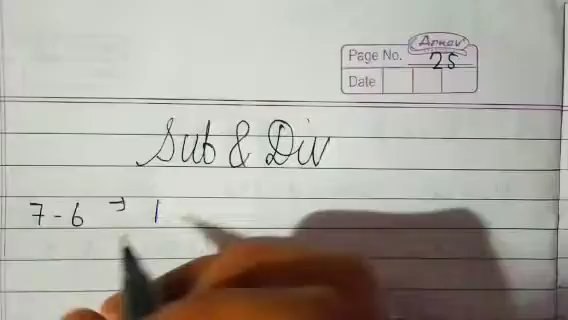 Arnav
Page No. 25
Date
Sub & Div
7-6 → 1